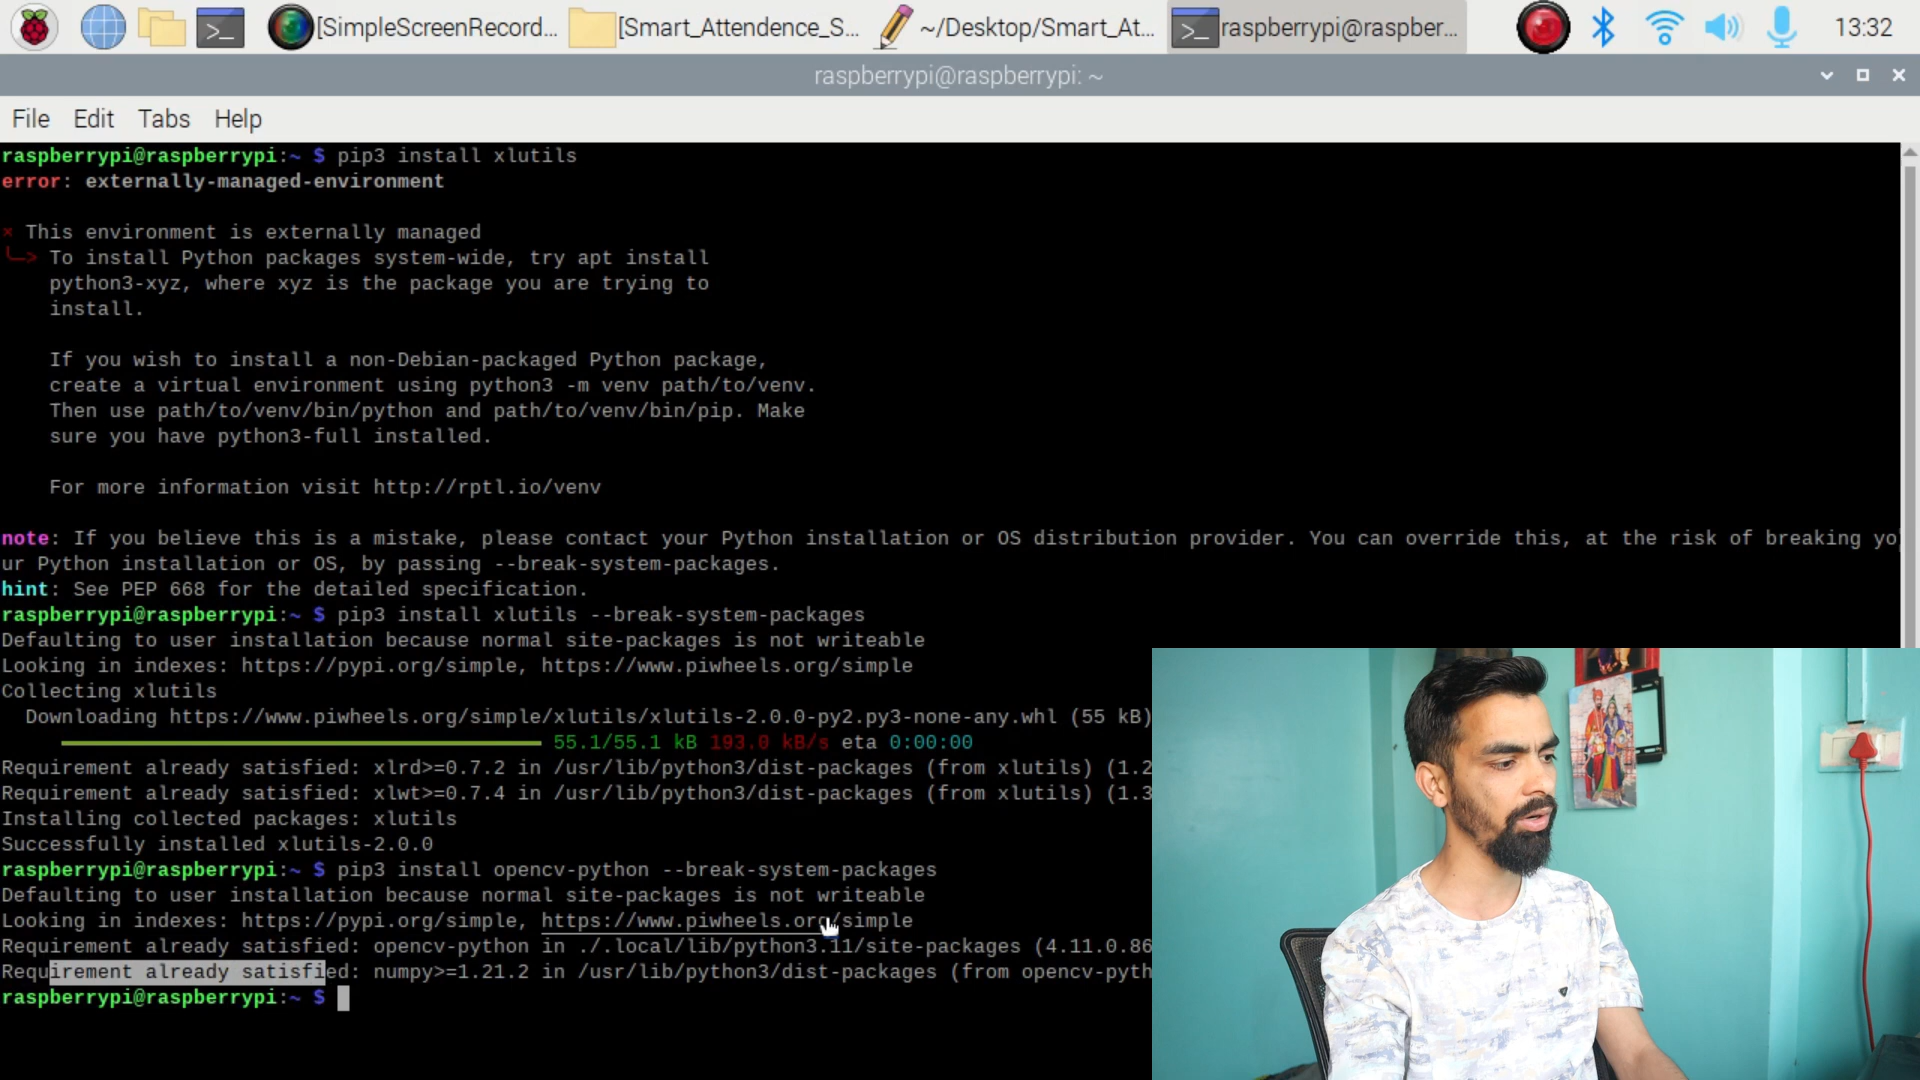 [SimpleScreenRecord... [Smart_Attendence_S... ~/Desktop/Smart_At... raspberrypi@raspber... 13:32
raspberrypi@raspberrypi: ~
File Edit Tabs Help
raspberrypi@raspberrypi:~ $ pip3 install xlutils
error: externally-managed-environment
× This environment is externally managed
╰─> To install Python packages system-wide, try apt install
python3-xyz, where xyz is the package you are trying to
install.
If you wish to install a non-Debian-packaged Python package,
create a virtual environment using python3 -m venv path/to/venv.
Then use path/to/venv/bin/python and path/to/venv/bin/pip. Make
sure you have python3-full installed.
For more information visit http://rptl.io/venv
note: If you believe this is a mistake, please contact your Python installation or OS distribution provider. You can override this, at the risk of breaking yo
ur Python installation or OS, by passing --break-system-packages.
hint: See PEP 668 for the detailed specification.
raspberrypi@raspberrypi:~ $ pip3 install xlutils --break-system-packages
Defaulting to user installation because normal site-packages is not writeable
Looking in indexes: https://pypi.org/simple, https://www.piwheels.org/simple
Collecting xlutils
Downloading https://www.piwheels.org/simple/xlutils/xlutils-2.0.0-py2.py3-none-any.whl (55 kB)
55.1/55.1 kB 193.0 kB/s eta 0:00:00
Requirement already satisfied: xlrd>=0.7.2 in /usr/lib/python3/dist-packages (from xlutils) (1.2
Requirement already satisfied: xlwt>=0.7.4 in /usr/lib/python3/dist-packages (from xlutils) (1.3
Installing collected packages: xlutils
Successfully installed xlutils-2.0.0
raspberrypi@raspberrypi:~ $ pip3 install opencv-python --break-system-packages
Defaulting to user installation because normal site-packages is not writeable
Looking in indexes: https://pypi.org/simple, https://www.piwheels.org/simple
Requirement already satisfied: opencv-python in ./.local/lib/python3.11/site-packages (4.11.0.86
Requirement already satisfied: numpy>=1.21.2 in /usr/lib/python3/dist-packages (from opencv-pyth
raspberrypi@raspberrypi:~ $